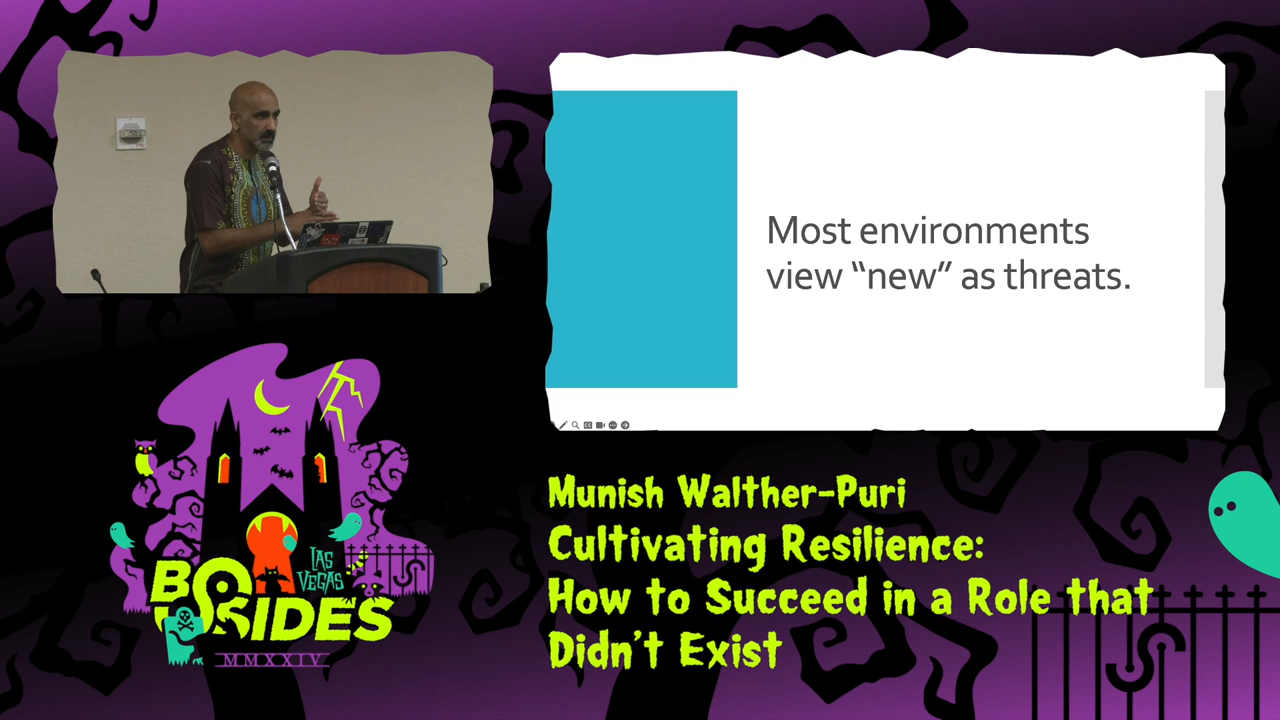 Most environments
view “new” as threats.
Munish Walther-Puri
Cultivating Resilience:
How to Succeed in a Role that
Didn't Exist
LAS
VEGAS
BSIDES
MMXXIV